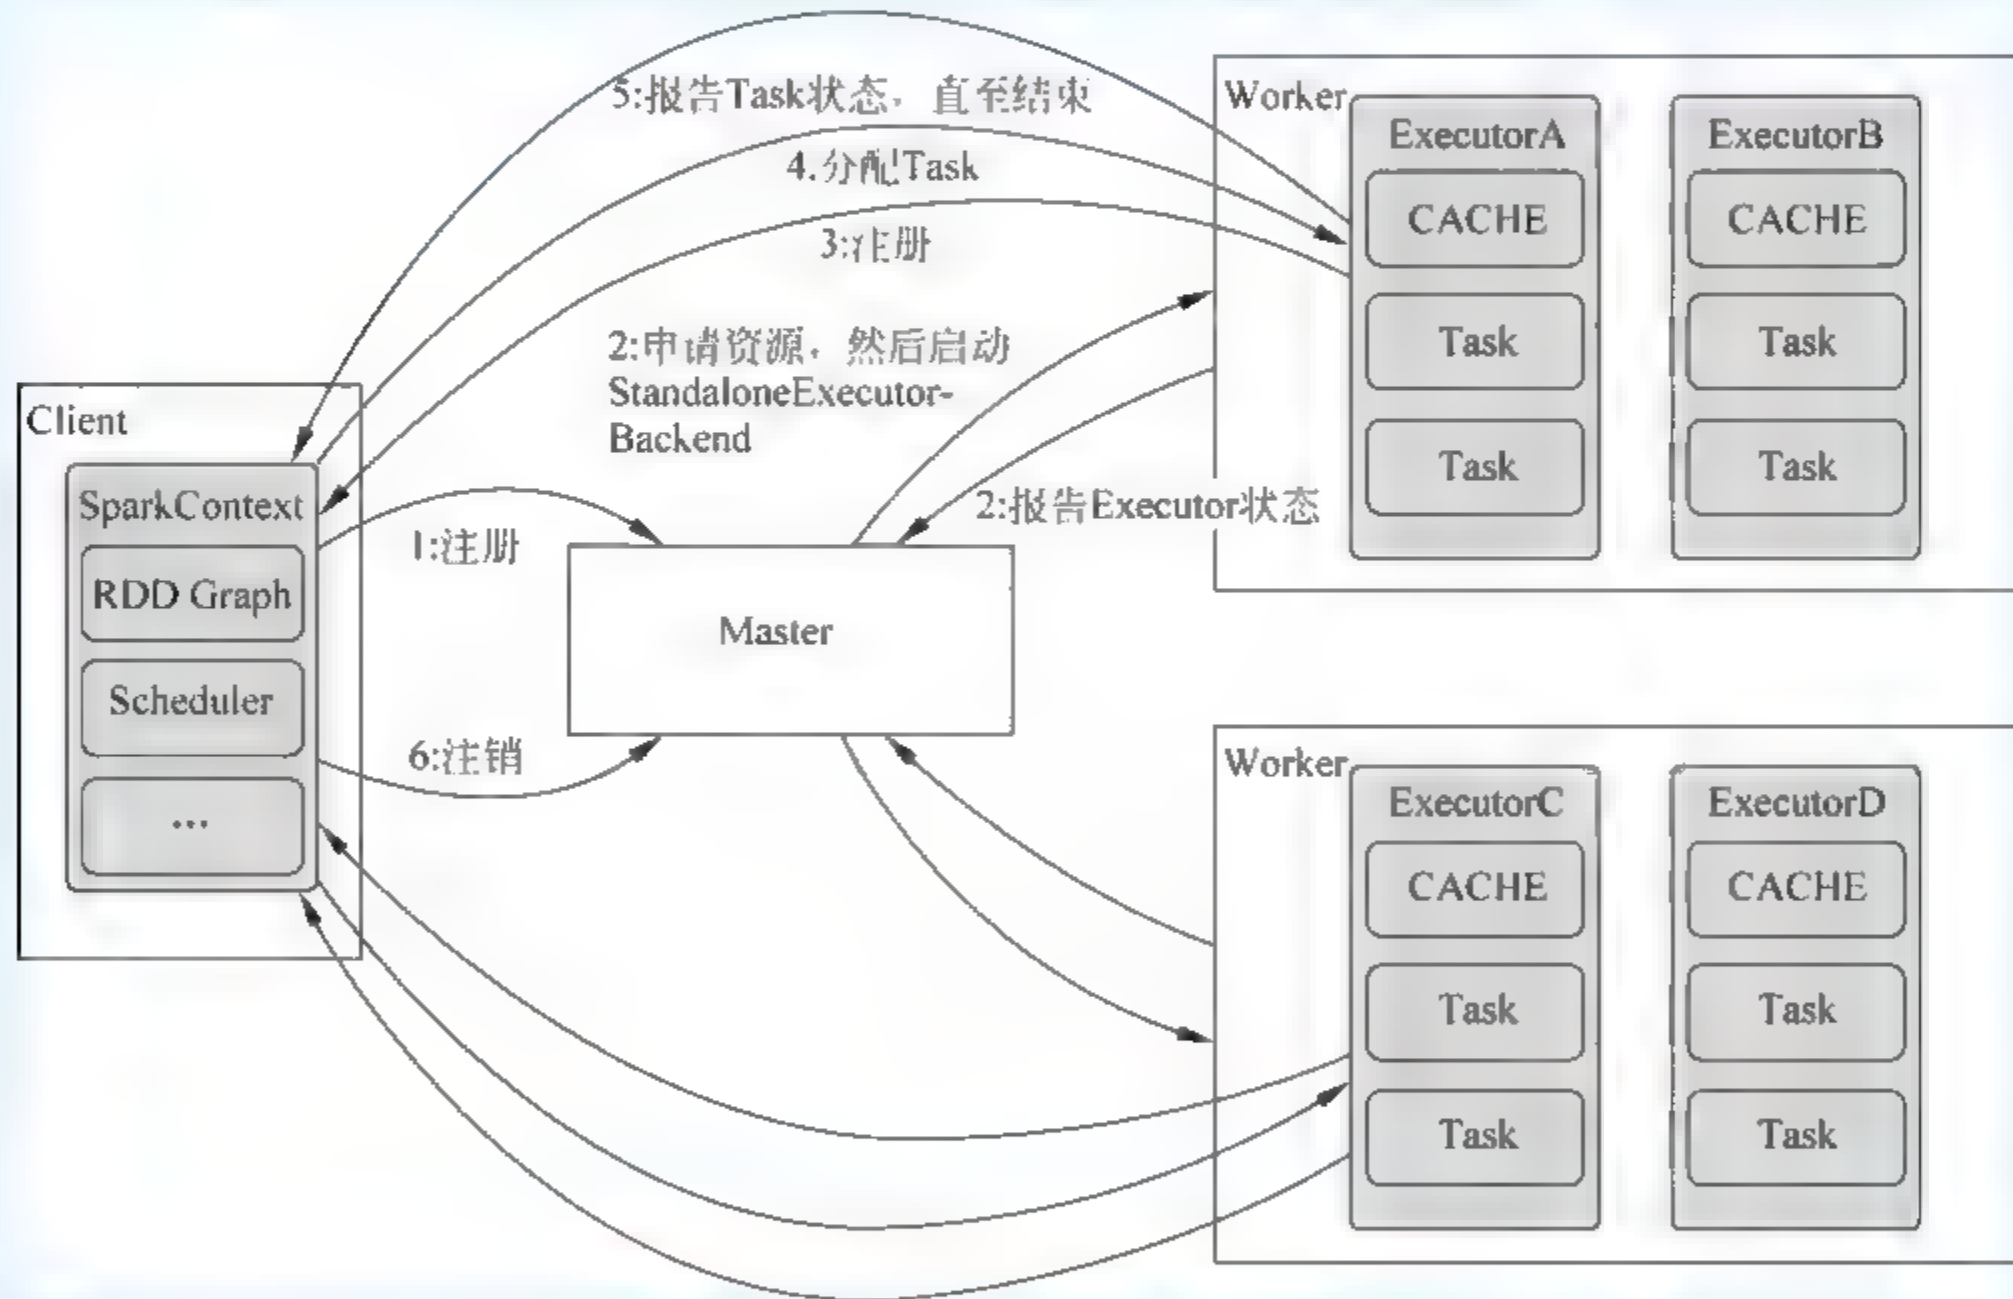 5:报告Task状态，直至结束
4.分配Task
3:注册
2:申请资源，然后启动
StandaloneExecutor-
Backend
2:报告Executor状态
Client
SparkContext
RDD Graph
Scheduler
...
1:注册
6:注销
Master
Worker
ExecutorA
CACHE
Task
Task
ExecutorB
CACHE
Task
Task
Worker
ExecutorC
CACHE
Task
Task
ExecutorD
CACHE
Task
Task